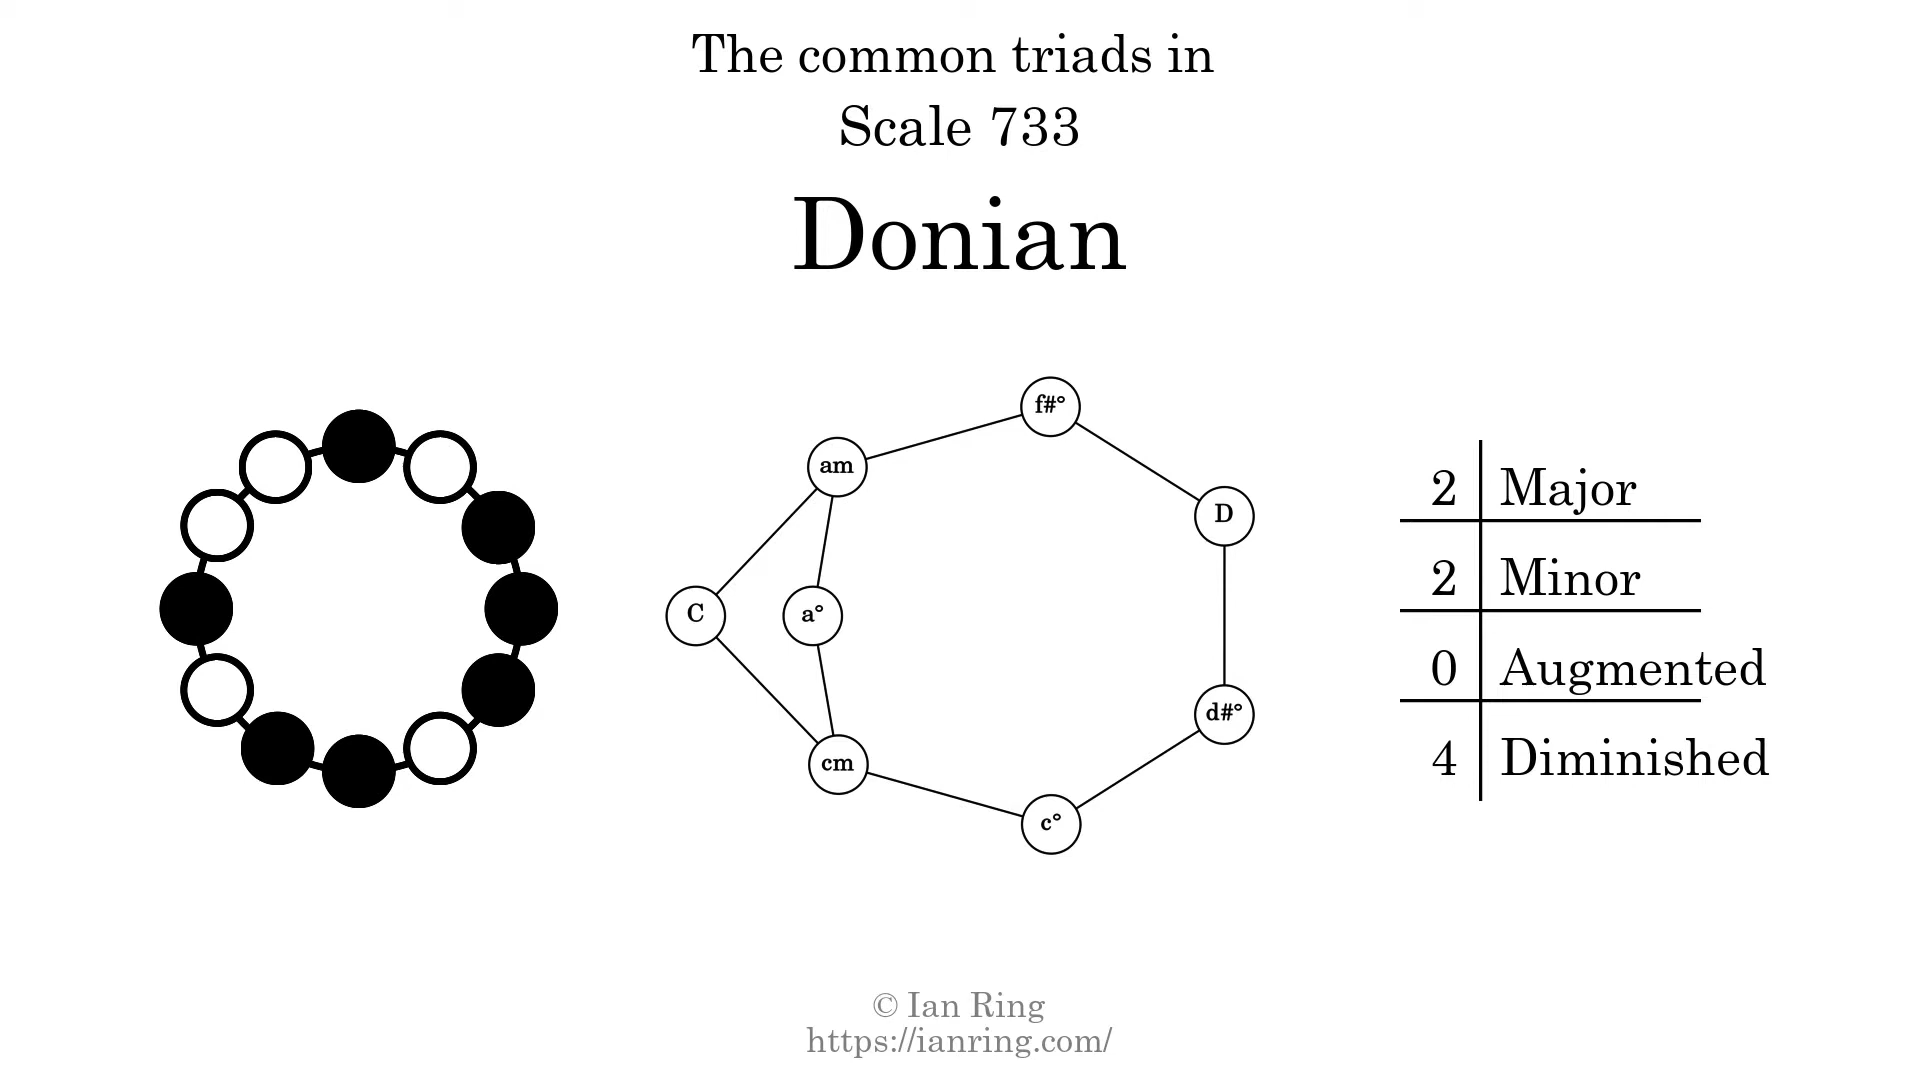 The common triads in
Scale 733
Donian
f#°
am
D
C
a°
d#°
cm
c°
2 Major
2 Minor
0 Augmented
4 Diminished
© Ian Ring
https://ianring.com/